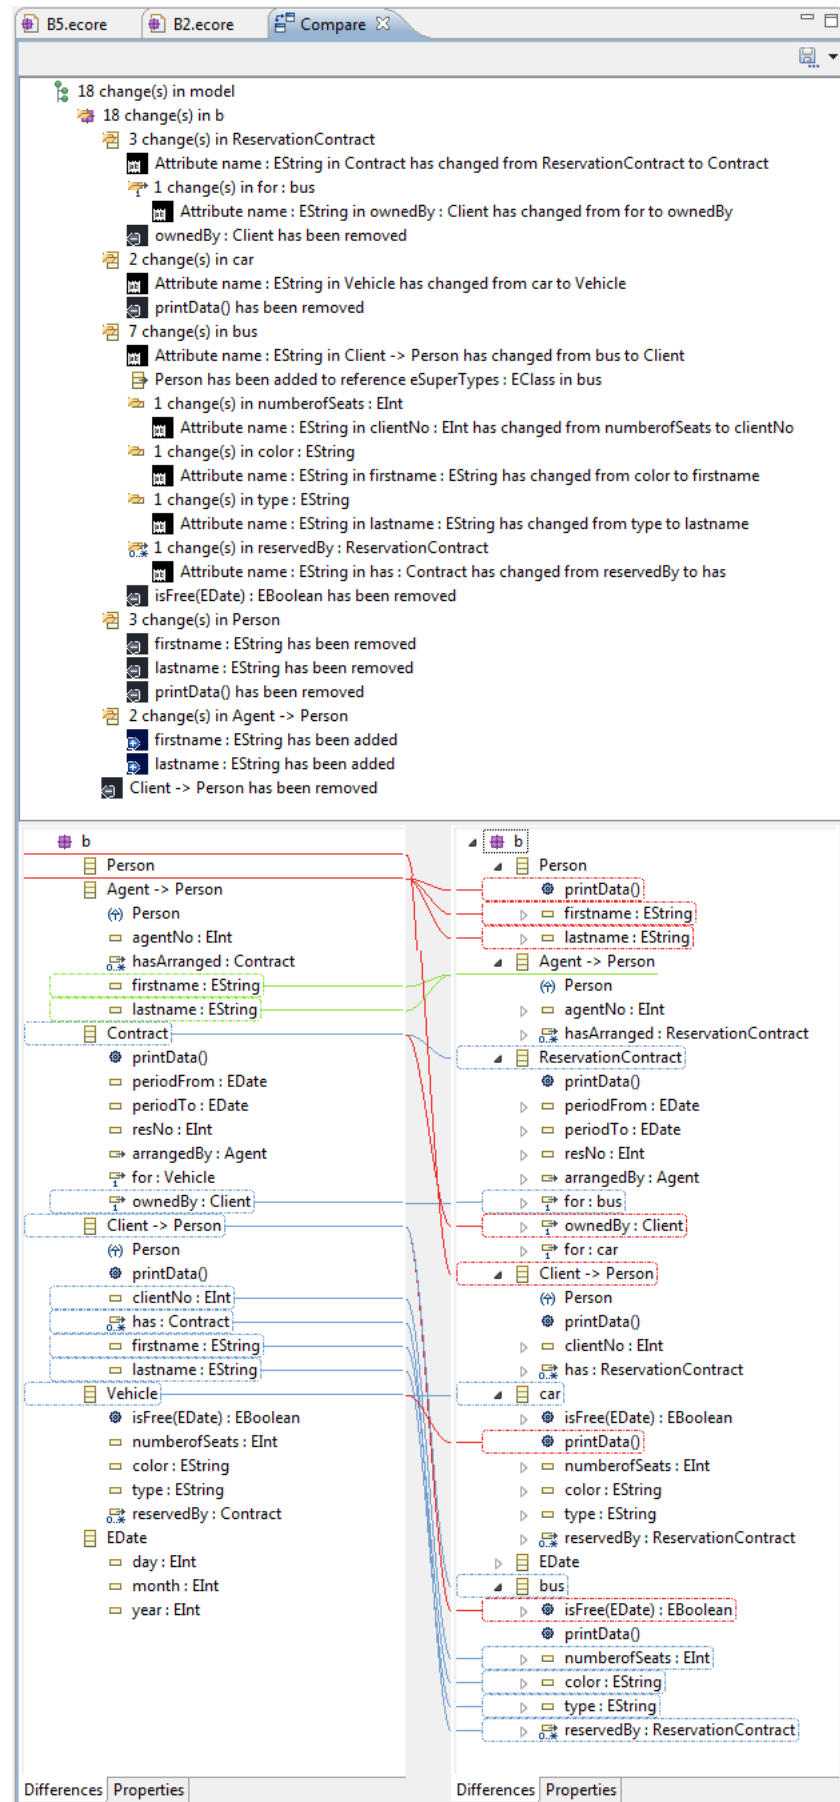 B5.ecore
B2.ecore
Compare
18 change(s) in model
18 change(s) in b
3 change(s) in ReservationContract
Attribute name : EString in Contract has changed from ReservationContract to Contract
1 change(s) in for : bus
Attribute name : EString in ownedBy : Client has changed from for to ownedBy
ownedBy : Client has been removed
2 change(s) in car
Attribute name : EString in Vehicle has changed from car to Vehicle
printData() has been removed
7 change(s) in bus
Attribute name : EString in Client -> Person has changed from bus to Client
Person has been added to reference eSuperTypes : EClass in bus
1 change(s) in numberofSeats : EInt
Attribute name : EString in clientNo : EInt has changed from numberofSeats to clientNo
1 change(s) in color : EString
Attribute name : EString in firstname : EString has changed from color to firstname
1 change(s) in type : EString
Attribute name : EString in lastname : EString has changed from type to lastname
1 change(s) in reservedBy : ReservationContract
Attribute name : EString in has : Contract has changed from reservedBy to has
isFree(EDate) : EBoolean has been removed
3 change(s) in Person
firstname : EString has been removed
lastname : EString has been removed
printData() has been removed
2 change(s) in Agent -> Person
firstname : EString has been added
lastname : EString has been added
Client -> Person has been removed
b
Person
Agent -> Person
Person
agentNo : EInt
0..* hasArranged : Contract
firstname : EString
lastname : EString
Contract
printData()
periodFrom : EDate
periodTo : EDate
resNo : EInt
arrangedBy : Agent
1 for : Vehicle
1 ownedBy : Client
Client -> Person
Person
printData()
clientNo : EInt
0..* has : Contract
firstname : EString
lastname : EString
Vehicle
isFree(EDate) : EBoolean
numberofSeats : EInt
color : EString
type : EString
0..* reservedBy : Contract
EDate
day : EInt
month : EInt
year : EInt
Differences
Properties
b
Person
printData()
firstname : EString
lastname : EString
Agent -> Person
Person
agentNo : EInt
0..* hasArranged : ReservationContract
ReservationContract
printData()
periodFrom : EDate
periodTo : EDate
resNo : EInt
arrangedBy : Agent
1 for : bus
1 ownedBy : Client
1 for : car
Client -> Person
Person
printData()
clientNo : EInt
0..* has : ReservationContract
car
isFree(EDate) : EBoolean
printData()
numberofSeats : EInt
color : EString
type : EString
0..* reservedBy : ReservationContract
EDate
bus
isFree(EDate) : EBoolean
printData()
numberofSeats : EInt
color : EString
type : EString
0..* reservedBy : ReservationContract
Differences
Properties